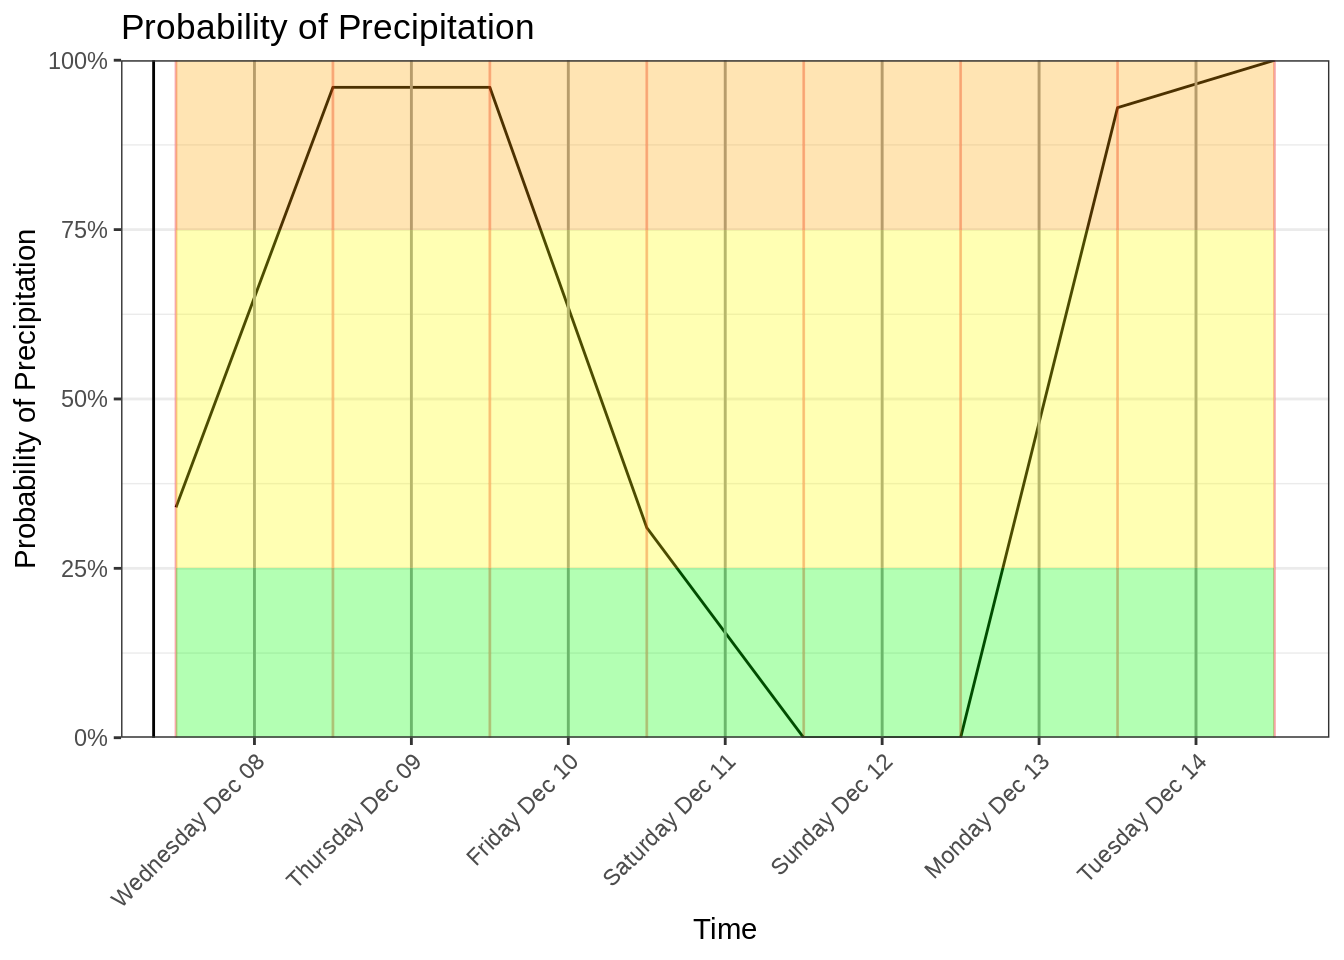 Probability of Precipitation
Probability of Precipitation
100%
75%
50%
25%
0%
Wednesday Dec 08
Thursday Dec 09
Friday Dec 10
Saturday Dec 11
Sunday Dec 12
Monday Dec 13
Tuesday Dec 14
Time